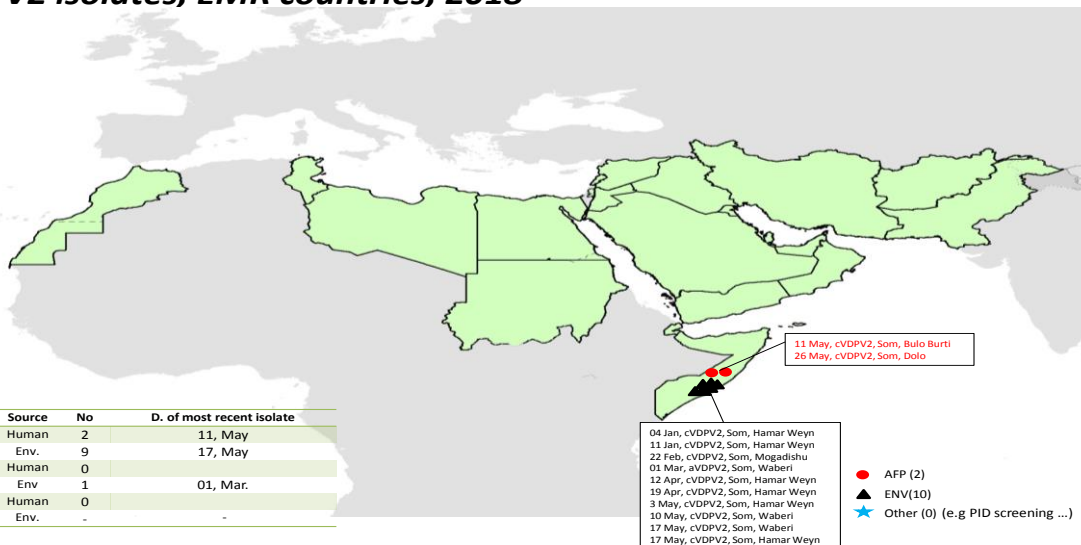 V2 isolates, EMR countries, 2018
11 May, cVDPV2, Som, Bulo Burti
26 May, cVDPV2, Som, Dolo
Source No D. of most recent isolate
Human 2 11, May
Env. 9 17, May
Human 0
Env 1 01, Mar.
Human 0
Env. - -
04 Jan, cVDPV2, Som, Hamar Weyn
11 Jan, cVDPV2, Som, Hamar Weyn
22 Feb, cVDPV2, Som, Mogadishu
01 Mar, aVDPV2, Som, Waberi
12 Apr, cVDPV2, Som, Hamar Weyn
19 Apr, cVDPV2, Som, Hamar Weyn
3 May, cVDPV2, Som, Hamar Weyn
10 May, cVDPV2, Som, Waberi
17 May, cVDPV2, Som, Waberi
17 May, cVDPV2, Som, Hamar Weyn
AFP (2)
ENV(10)
Other (0) (e.g PID screening ...)